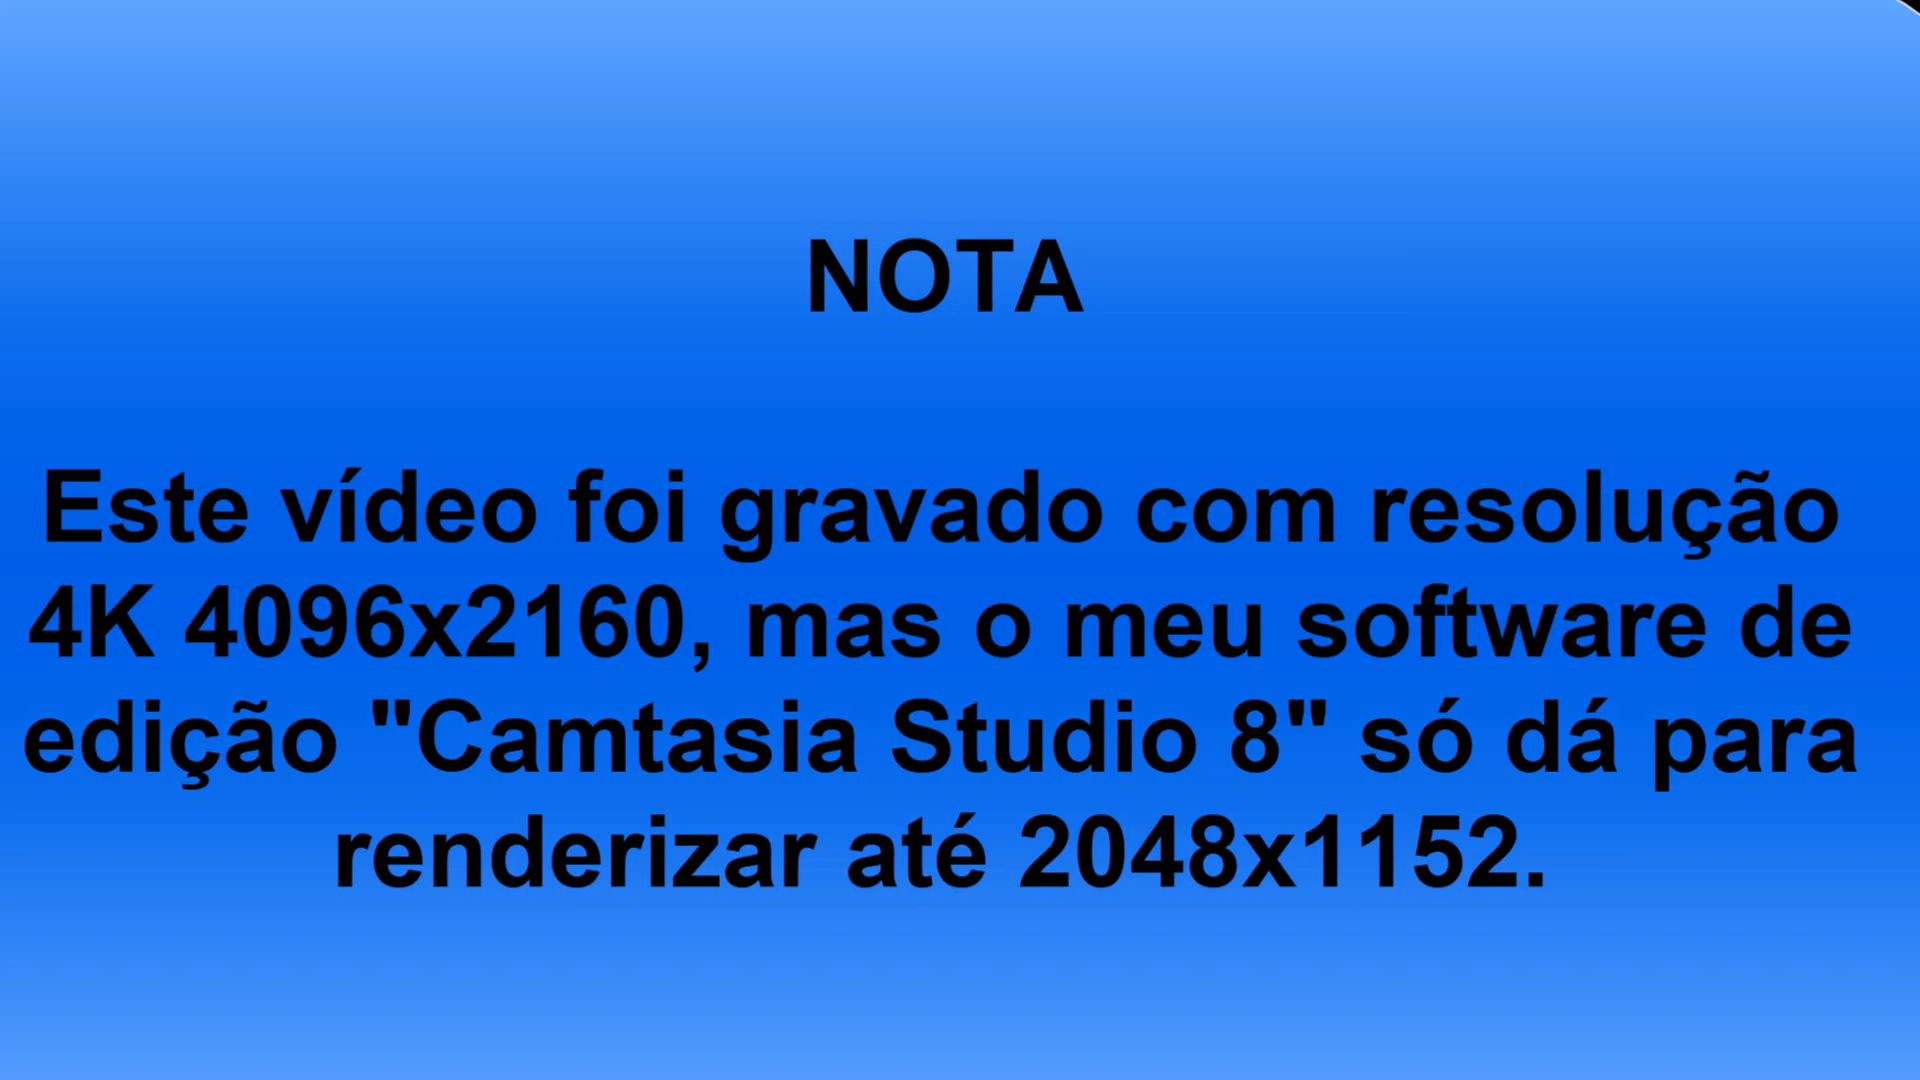 NOTA
Este vídeo foi gravado com resolução
4K 4096x2160, mas o meu software de
edição "Camtasia Studio 8" só dá para
renderizar até 2048x1152.